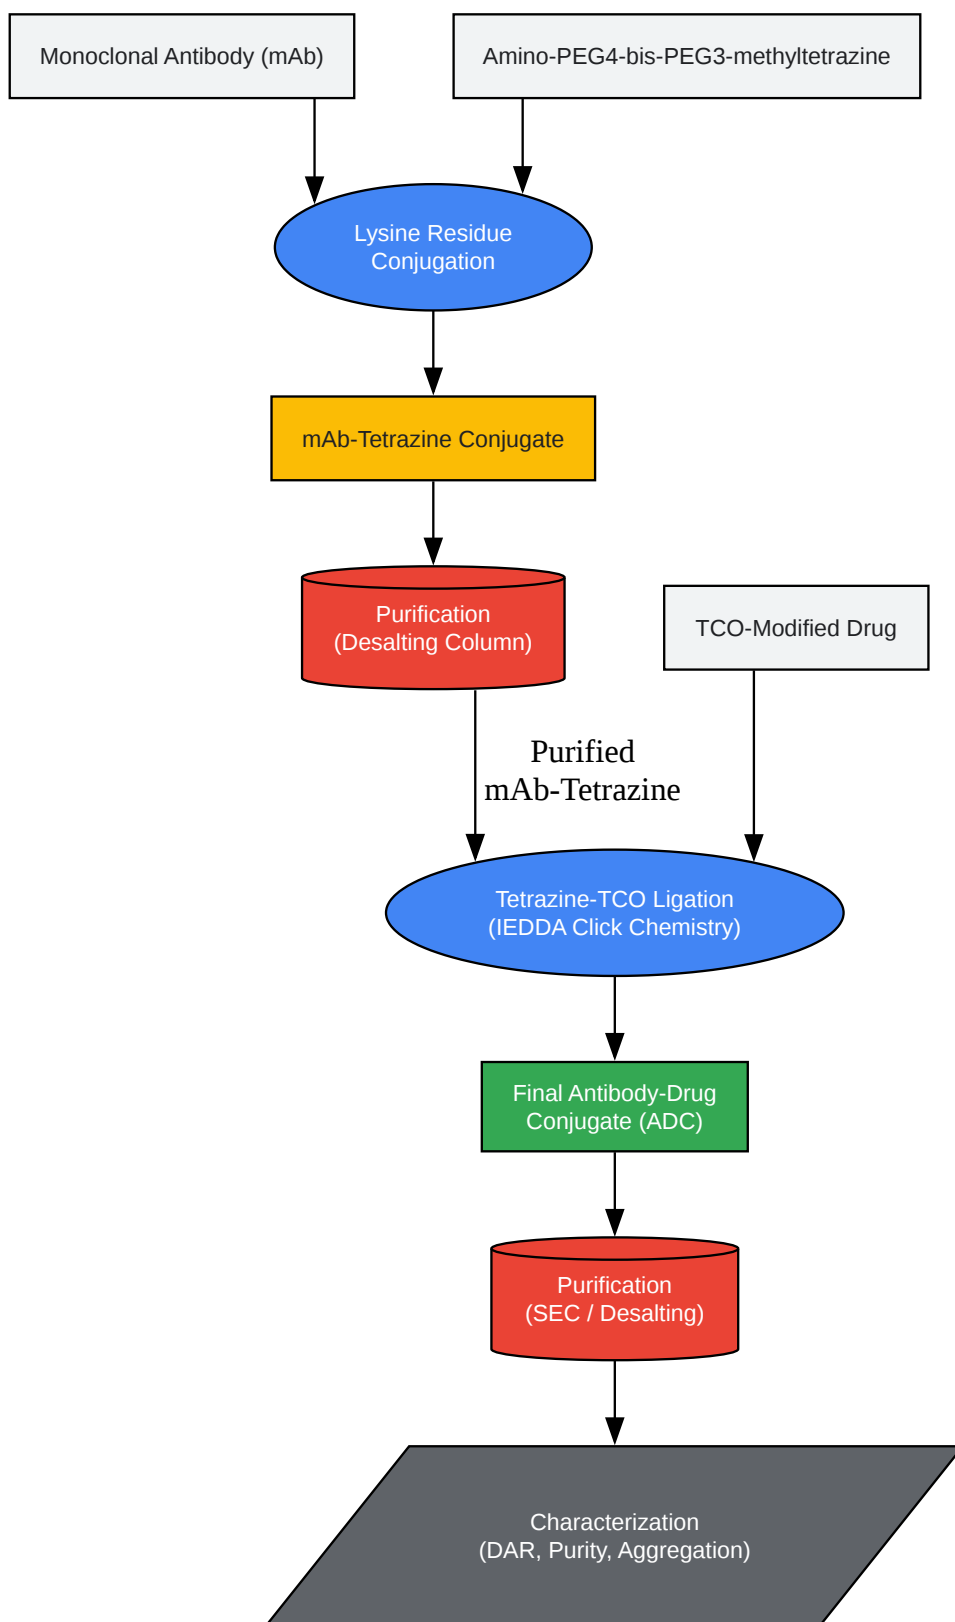 Monoclonal Antibody (mAb)
Amino-PEG4-bis-PEG3-methyltetrazine
Lysine Residue
Conjugation
mAb-Tetrazine Conjugate
Purification
(Desalting Column)
TCO-Modified Drug
Purified
mAb-Tetrazine
Tetrazine-TCO Ligation
(IEDDA Click Chemistry)
Final Antibody-Drug
Conjugate (ADC)
Purification
(SEC / Desalting)
Characterization
(DAR, Purity, Aggregation)